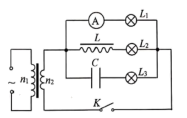 A L₁
L L₂
n₁ n₂
C L₃
~
K